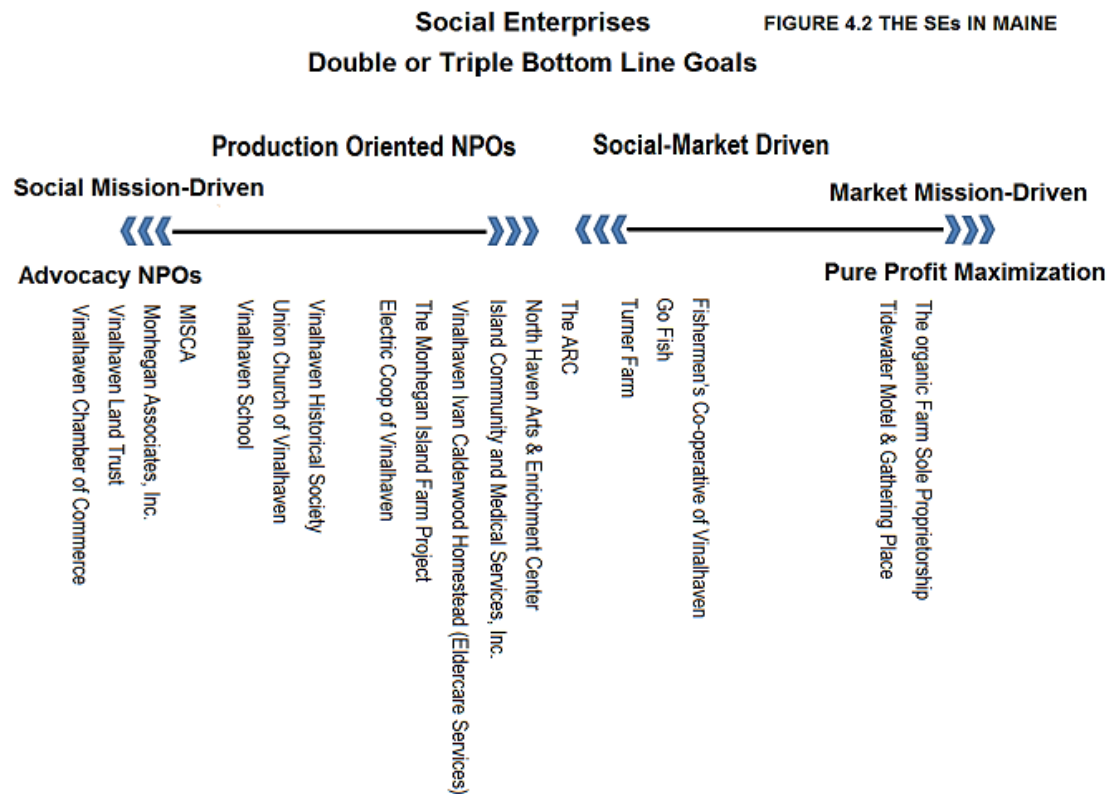 Social Enterprises
FIGURE 4.2 THE SEs IN MAINE
Double or Triple Bottom Line Goals
Production Oriented NPOs
Social-Market Driven
Social Mission-Driven
Market Mission-Driven
Advocacy NPOs
Pure Profit Maximization
Vinalhaven Chamber of Commerce
Vinalhaven Land Trust
Monhegan Associates, Inc.
MISCA
Vinalhaven School
Union Church of Vinalhaven
Vinalhaven Historical Society
Electric Coop of Vinalhaven
The Monhegan Island Farm Project
Vinalhaven Ivan Calderwood Homestead (Eldercare Services)
Island Community and Medical Services, Inc.
North Haven Arts & Enrichment Center
The ARC
Turner Farm
Go Fish
Fishermen's Co-operative of Vinalhaven
Tidewater Motel & Gathering Place
The organic Farm Sole Proprietorship